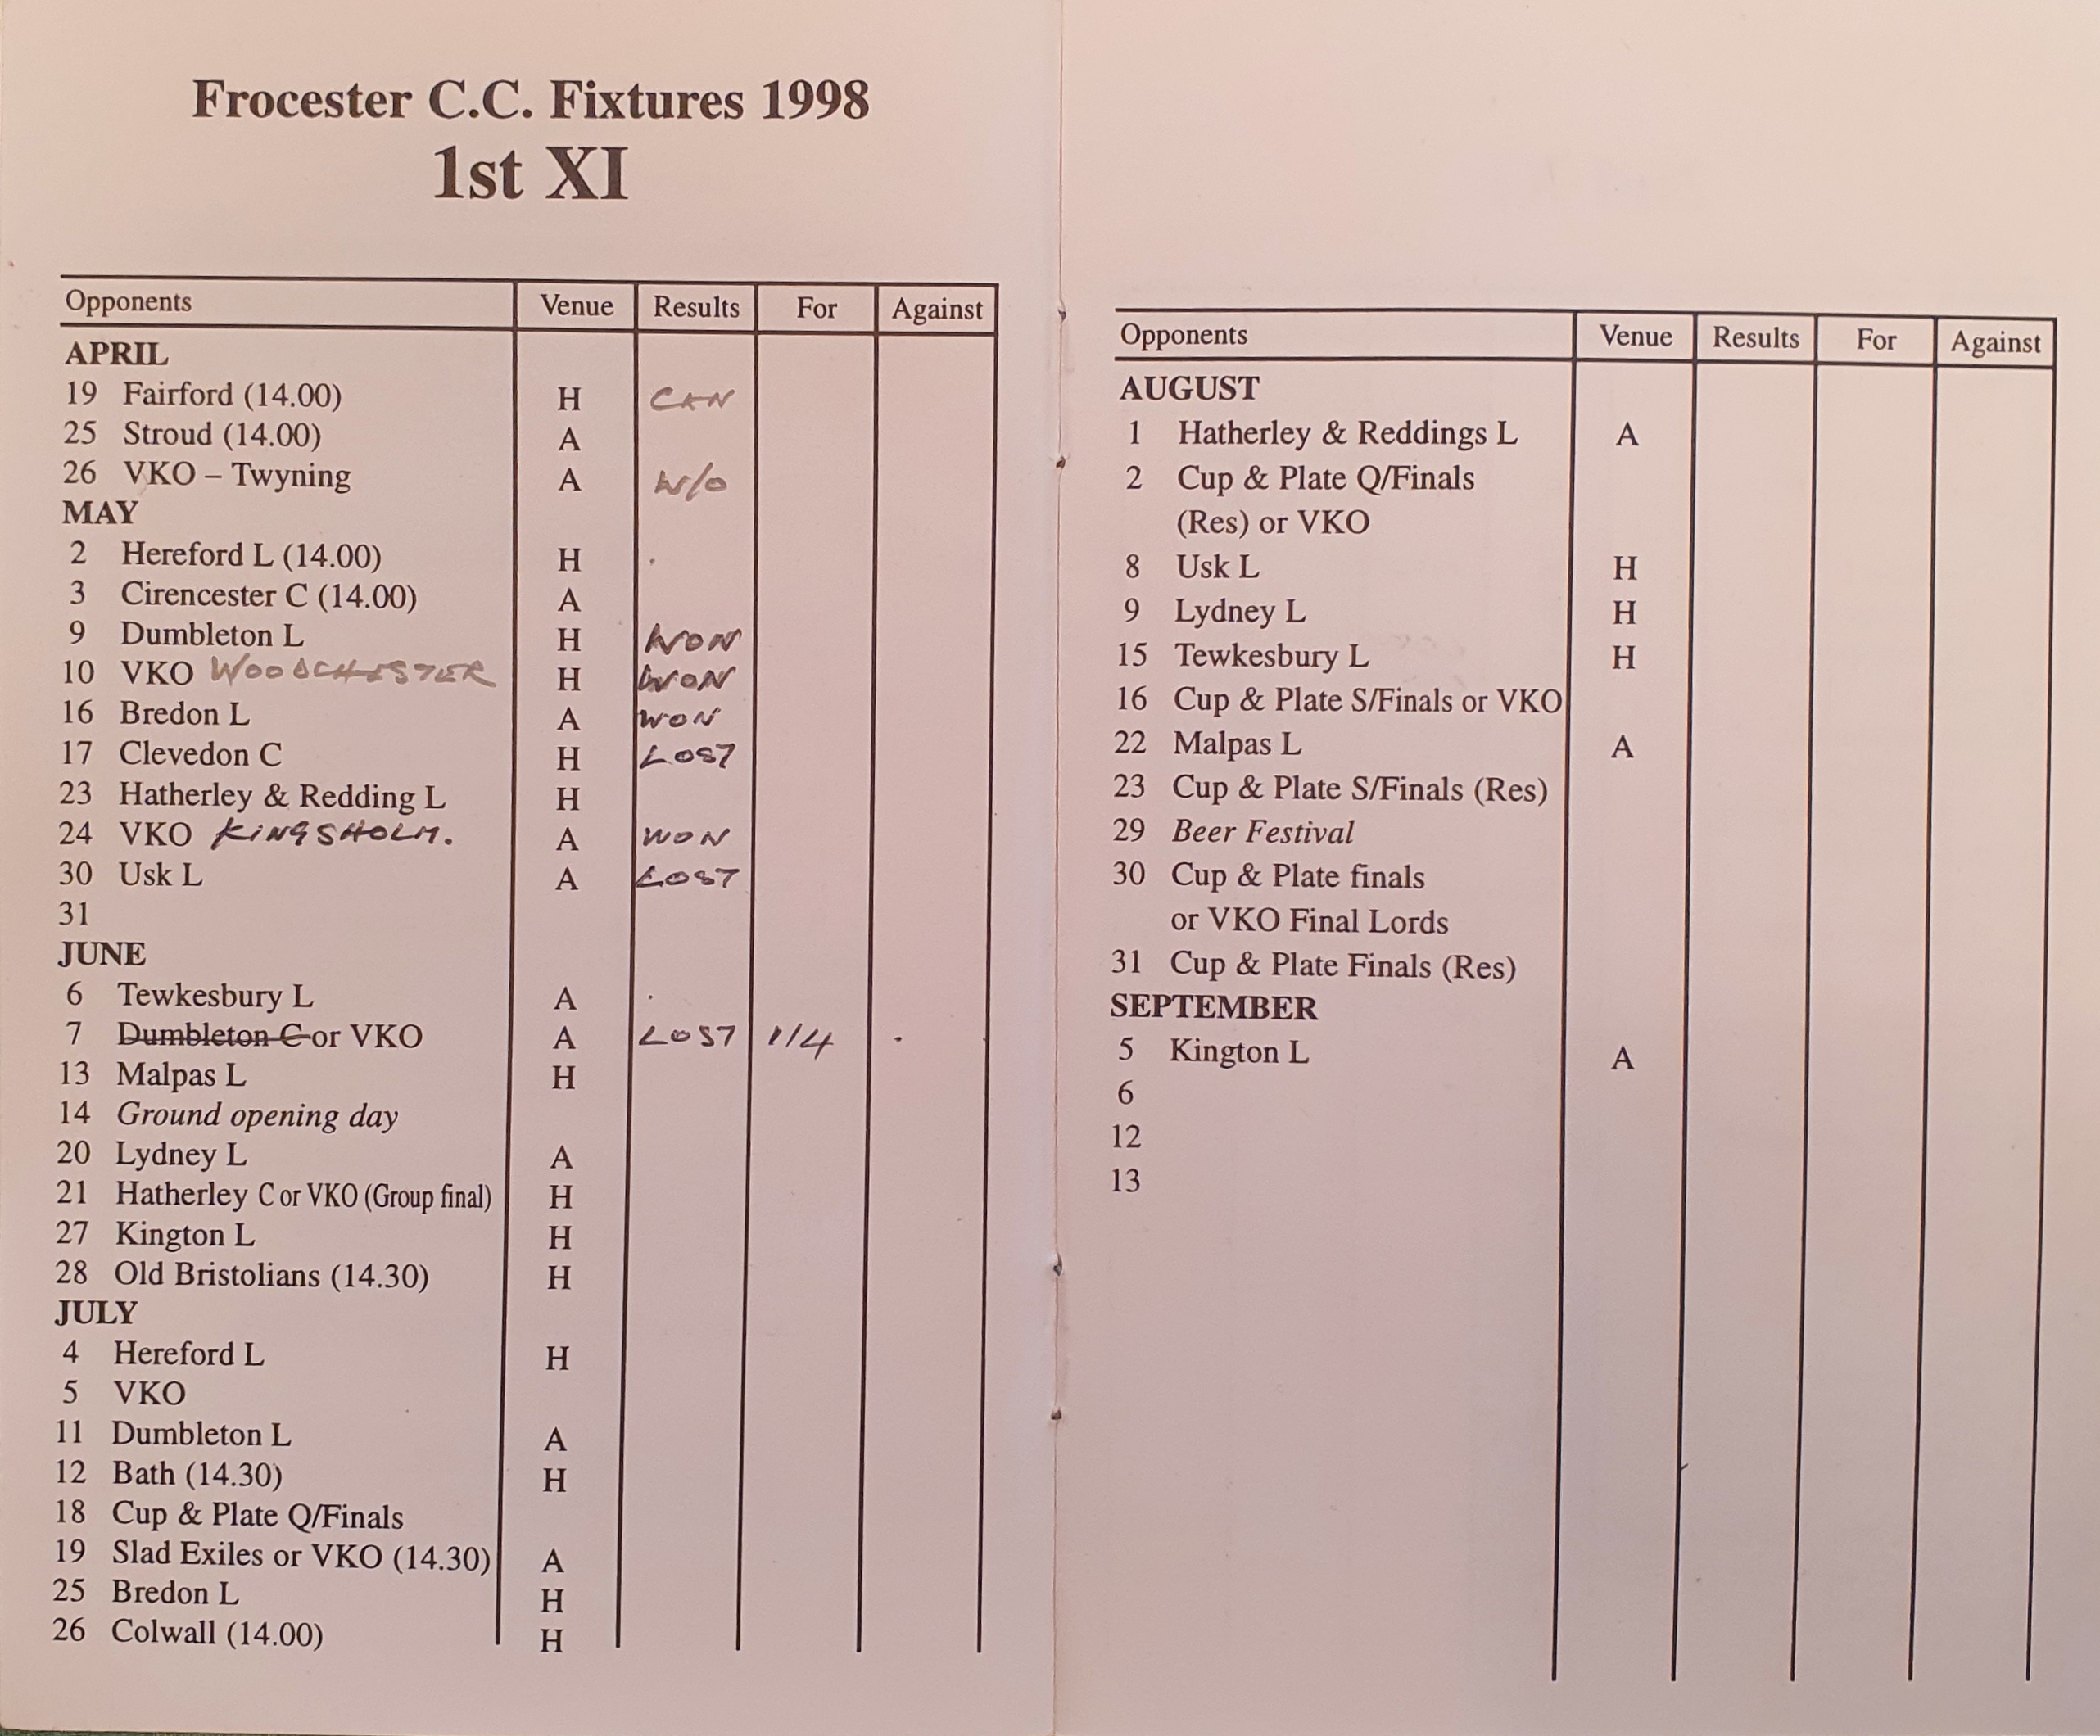 Frocester C.C. Fixtures 1998
1st XI
Opponents Venue Results For Against
APRIL
19 Fairford (14.00) H CAN
25 Stroud (14.00) A
26 VKO – Twyning A W/O
MAY
2 Hereford L (14.00) H
3 Cirencester C (14.00) A
9 Dumbleton L H WON
10 VKO WOODCHESTER H WON
16 Bredon L A WON
17 Clevedon C H LOST
23 Hatherley & Redding L H
24 VKO KINGSHOLM. A WON
30 Usk L A LOST
31
JUNE
6 Tewkesbury L A
7 Dumbleton C or VKO A LOST 1/4
13 Malpas L H
14 Ground opening day
20 Lydney L A
21 Hatherley C or VKO (Group final) H
27 Kington L H
28 Old Bristolians (14.30) H
JULY
4 Hereford L H
5 VKO
11 Dumbleton L A
12 Bath (14.30) H
18 Cup & Plate Q/Finals
19 Slad Exiles or VKO (14.30) A
25 Bredon L H
26 Colwall (14.00) H
Opponents Venue Results For Against
AUGUST
1 Hatherley & Reddings L A
2 Cup & Plate Q/Finals
(Res) or VKO
8 Usk L H
9 Lydney L H
15 Tewkesbury L H
16 Cup & Plate S/Finals or VKO
22 Malpas L A
23 Cup & Plate S/Finals (Res)
29 Beer Festival
30 Cup & Plate finals
or VKO Final Lords
31 Cup & Plate Finals (Res)
SEPTEMBER
5 Kington L A
6
12
13